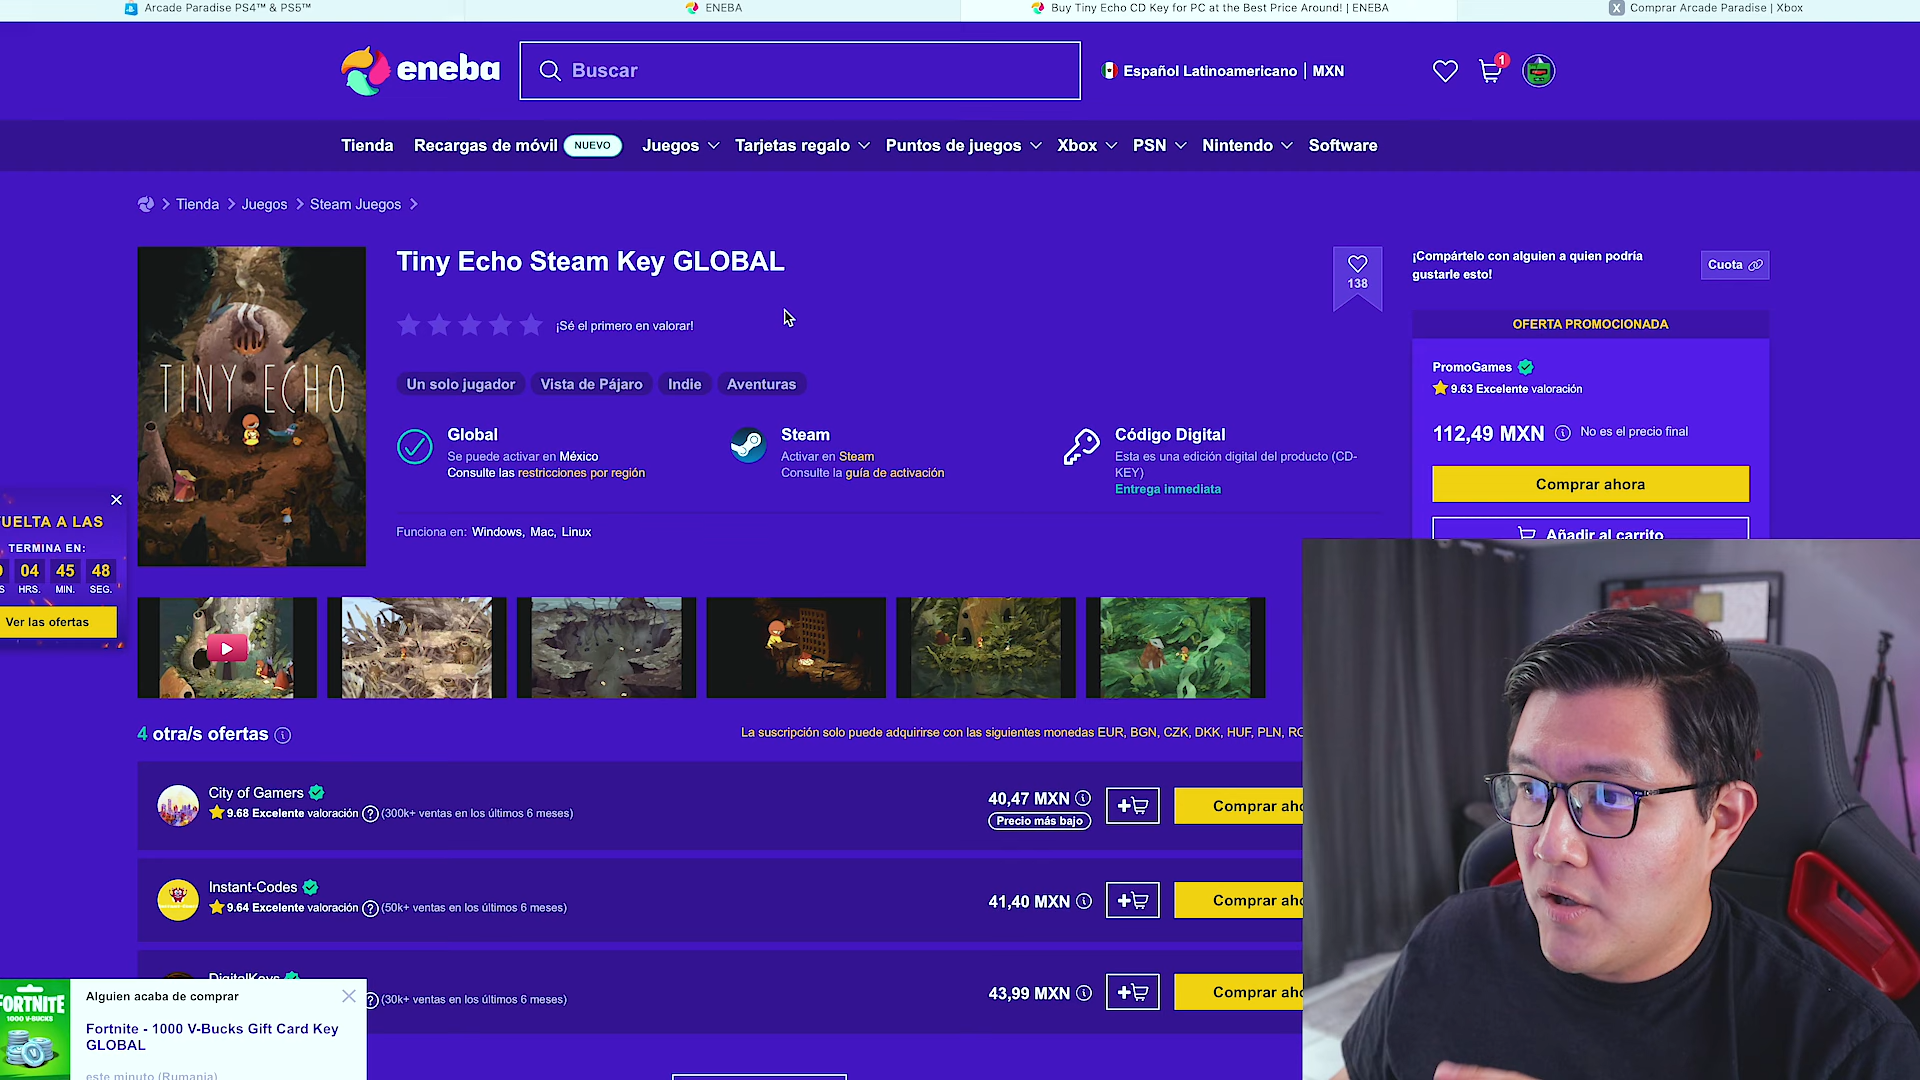 Arcade Paradise PS4™ & PS5™
ENEBA
Buy Tiny Echo CD Key for PC at the Best Price Around! | ENEBA
X Comprar Arcade Paradise | Xbox
eneba
Buscar
Español Latinoamericano | MXN
1
Tienda
Recargas de móvil NUEVO
Juegos
Tarjetas regalo
Puntos de juegos
Xbox
PSN
Nintendo
Software
Tienda
Juegos
Steam Juegos
TINY ECHO
Tiny Echo Steam Key GLOBAL
¡Sé el primero en valorar!
138
Un solo jugador
Vista de Pájaro
Indie
Aventuras
Global
Se puede activar en México
Consulte las restricciones por región
Steam
Activar en Steam
Consulte la guía de activación
Código Digital
Esta es una edición digital del producto (CD-
KEY)
Entrega inmediata
Funciona en: Windows, Mac, Linux
¡Compártelo con alguien a quien podría
gustarle esto!
Cuota
OFERTA PROMOCIONADA
PromoGames
9.63 Excelente valoración
112,49 MXN
No es el precio final
Comprar ahora
Añadir al carrito
UELTA A LAS
TERMINA EN:
04 45 48
S HRS. MIN. SEG.
Ver las ofertas
4 otra/s ofertas
La suscripción solo puede adquirirse con las siguientes monedas EUR, BGN, CZK, DKK, HUF, PLN, RO
City of Gamers
9.68 Excelente valoración (300k+ ventas en los últimos 6 meses)
40,47 MXN
Precio más bajo
Comprar aho
Instant-Codes
9.64 Excelente valoración (50k+ ventas en los últimos 6 meses)
41,40 MXN
Comprar aho
DigitalKeys
(30k+ ventas en los últimos 6 meses)
43,99 MXN
Comprar aho
FORTNITE
1000 V-BUCKS
Alguien acaba de comprar
Fortnite - 1000 V-Bucks Gift Card Key
GLOBAL
este minuto (Rumania)